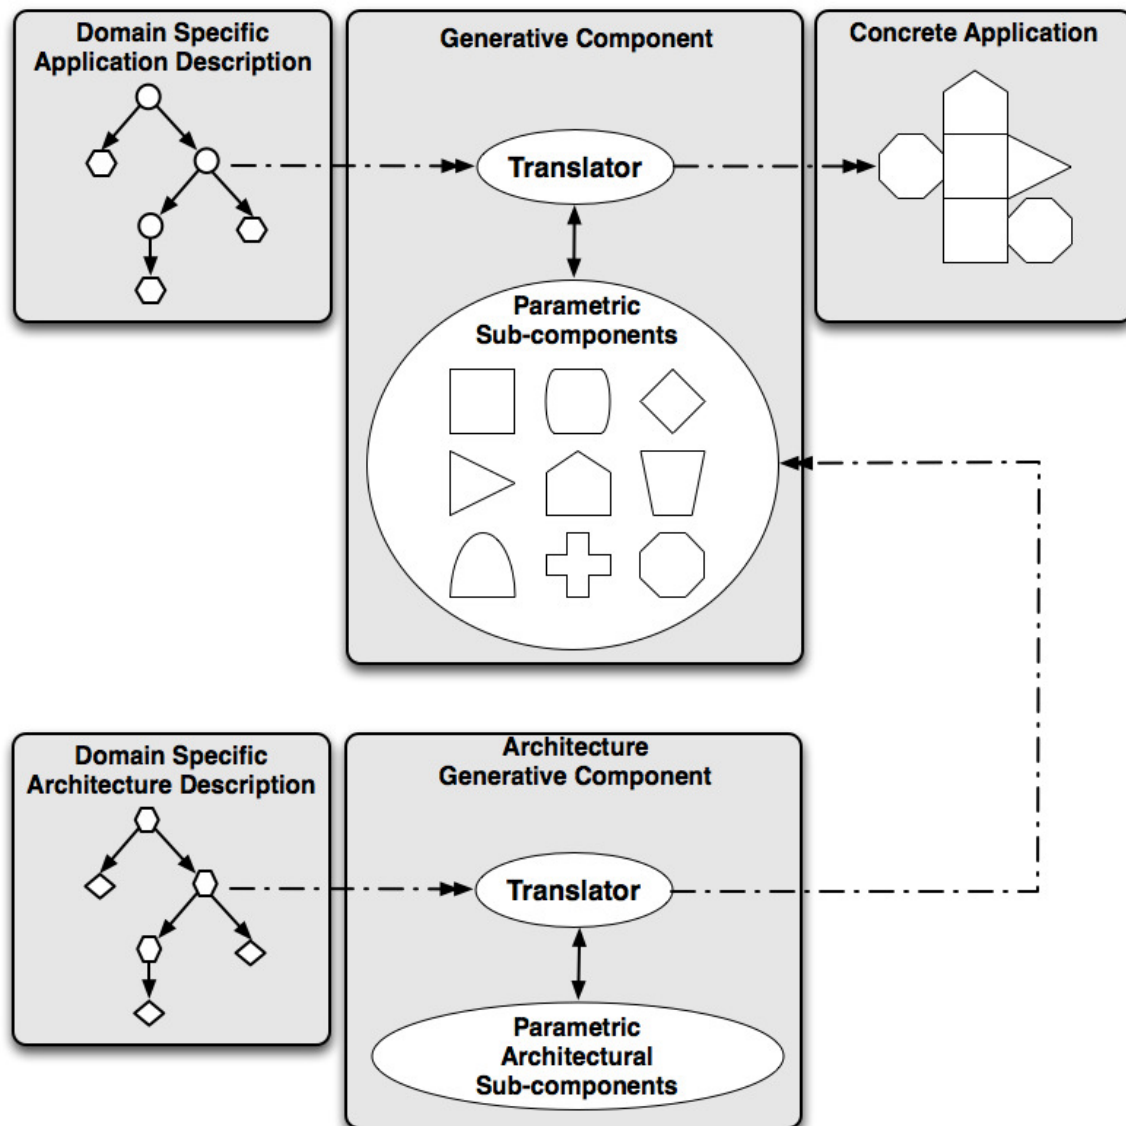 Domain Specific
Application Description
Generative Component
Concrete Application
Translator
Parametric
Sub-components
Domain Specific
Architecture Description
Architecture
Generative Component
Translator
Parametric
Architectural
Sub-components